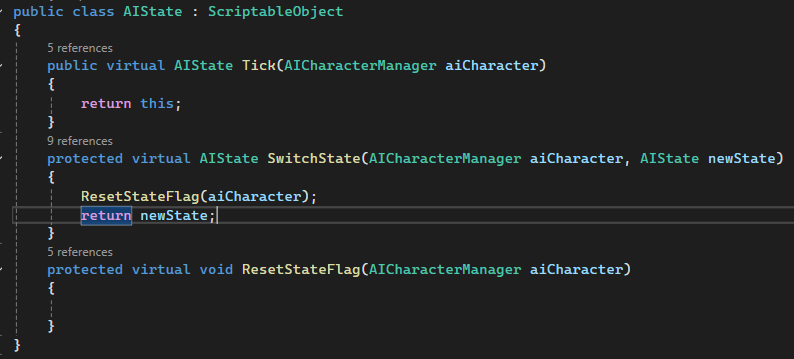 public class AIState : ScriptableObject
{
5 references
public virtual AIState Tick(AICharacterManager aiCharacter)
{
return this;
}
9 references
protected virtual AIState SwitchState(AICharacterManager aiCharacter, AIState newState)
{
ResetStateFlag(aiCharacter);
return newState;
}
5 references
protected virtual void ResetStateFlag(AICharacterManager aiCharacter)
{
}
}